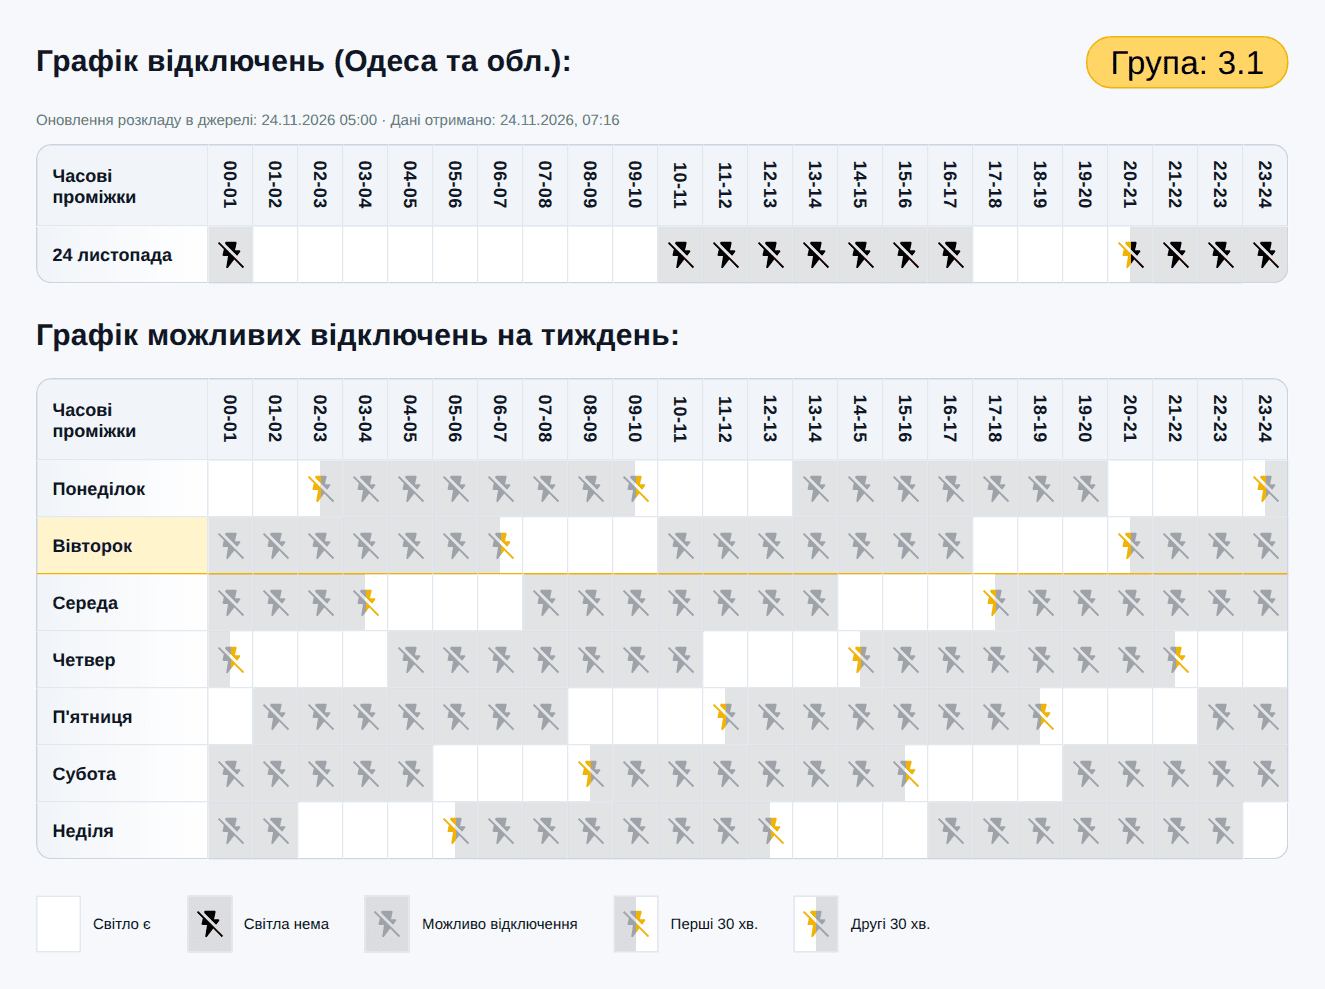 Графік відключень (Одеса та обл.):
Група: 3.1
Оновлення розкладу в джерелі: 24.11.2026 05:00 · Дані отримано: 24.11.2026, 07:16
Часові
проміжки
00-01 01-02 02-03 03-04 04-05 05-06 06-07 07-08 08-09 09-10 10-11 11-12 12-13 13-14 14-15 15-16 16-17 17-18 18-19 19-20 20-21 21-22 22-23 23-24
24 листопада
Графік можливих відключень на тиждень:
Часові
проміжки
00-01 01-02 02-03 03-04 04-05 05-06 06-07 07-08 08-09 09-10 10-11 11-12 12-13 13-14 14-15 15-16 16-17 17-18 18-19 19-20 20-21 21-22 22-23 23-24
Понеділок
Вівторок
Середа
Четвер
П'ятниця
Субота
Неділя
Світло є
Світла нема
Можливо відключення
Перші 30 хв.
Другі 30 хв.